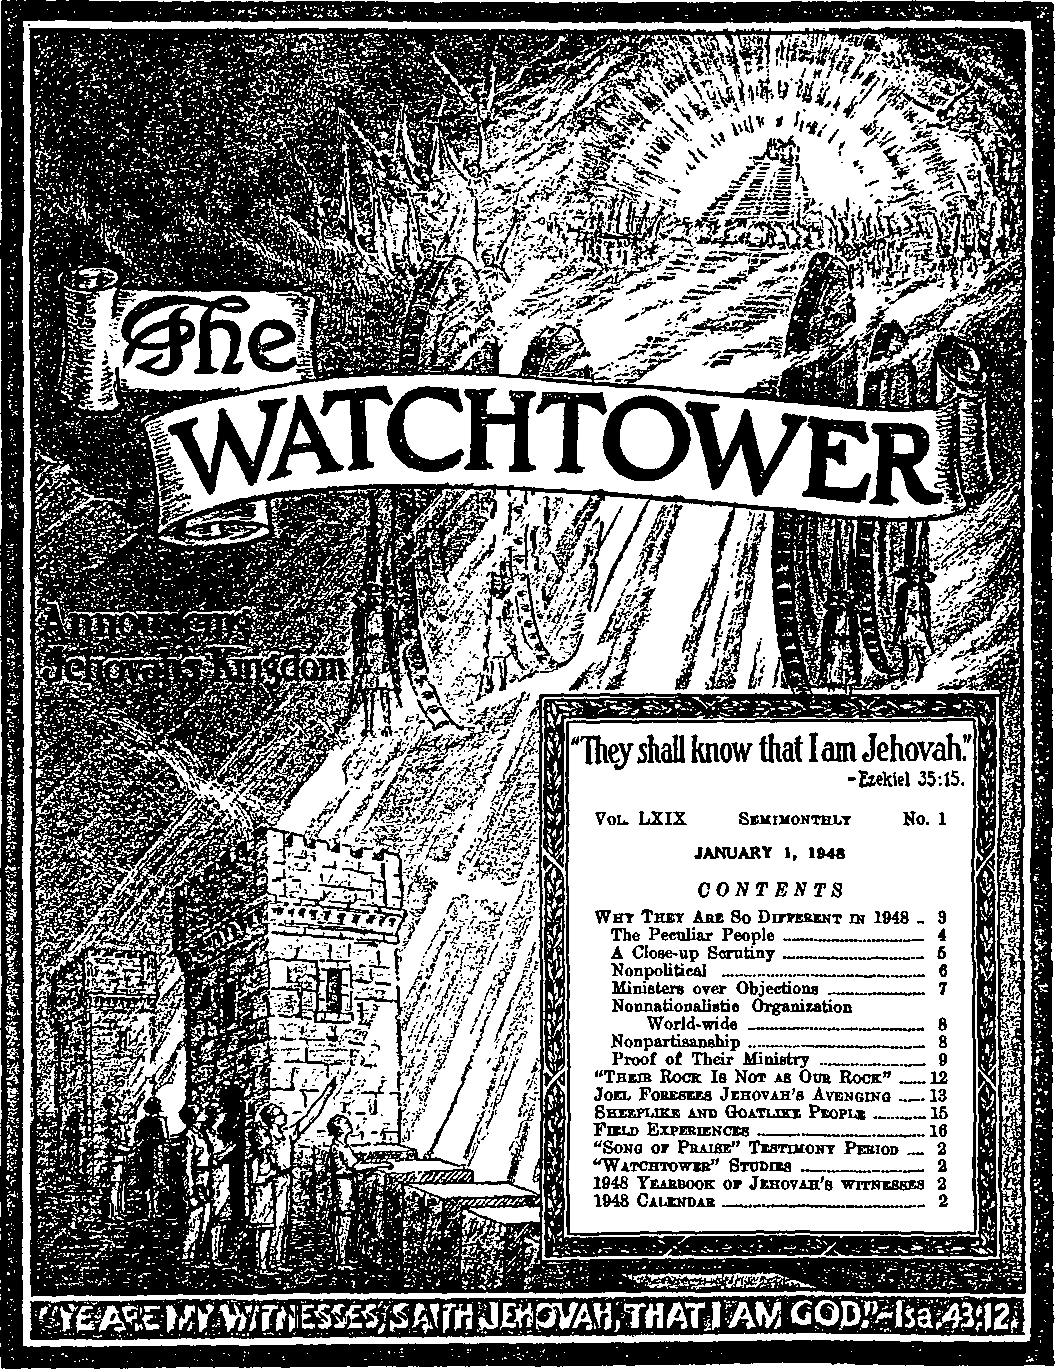 The
WATCHTOWER
Announcing
Jehovah's Kingdom
"They shall know that I am Jehovah."
-Ezekiel 35:15.
VOL. LXIX SEMIMONTHLY No. 1
JANUARY 1, 1948
CONTENTS
WHY THEY ARE SO DIFFERENT IN 1948 3
The Peculiar People 4
A Close-up Scrutiny 5
Nonpolitical 6
Ministers over Objections 7
Nonnationalistic Organization
World-wide 8
Nonpartisanship 8
Proof of Their Ministry 9
"THEIR ROCK IS NOT AS OUR ROCK" 12
JOEL FORESEES JEHOVAH'S AVENGING 13
SHEEPLIKE AND GOATLIKE PEOPLE 15
FIELD EXPERIENCES 16
"SONG OF PRAISE" TESTIMONY PERIOD 2
"WATCHTOWER" STUDIES 2
1948 YEARBOOK OF JEHOVAH'S WITNESSES 2
1948 CALENDAR 2
"YE ARE MY WITNESSES, SAITH JEHOVAH, THAT I AM GOD."-Isa. 43:12